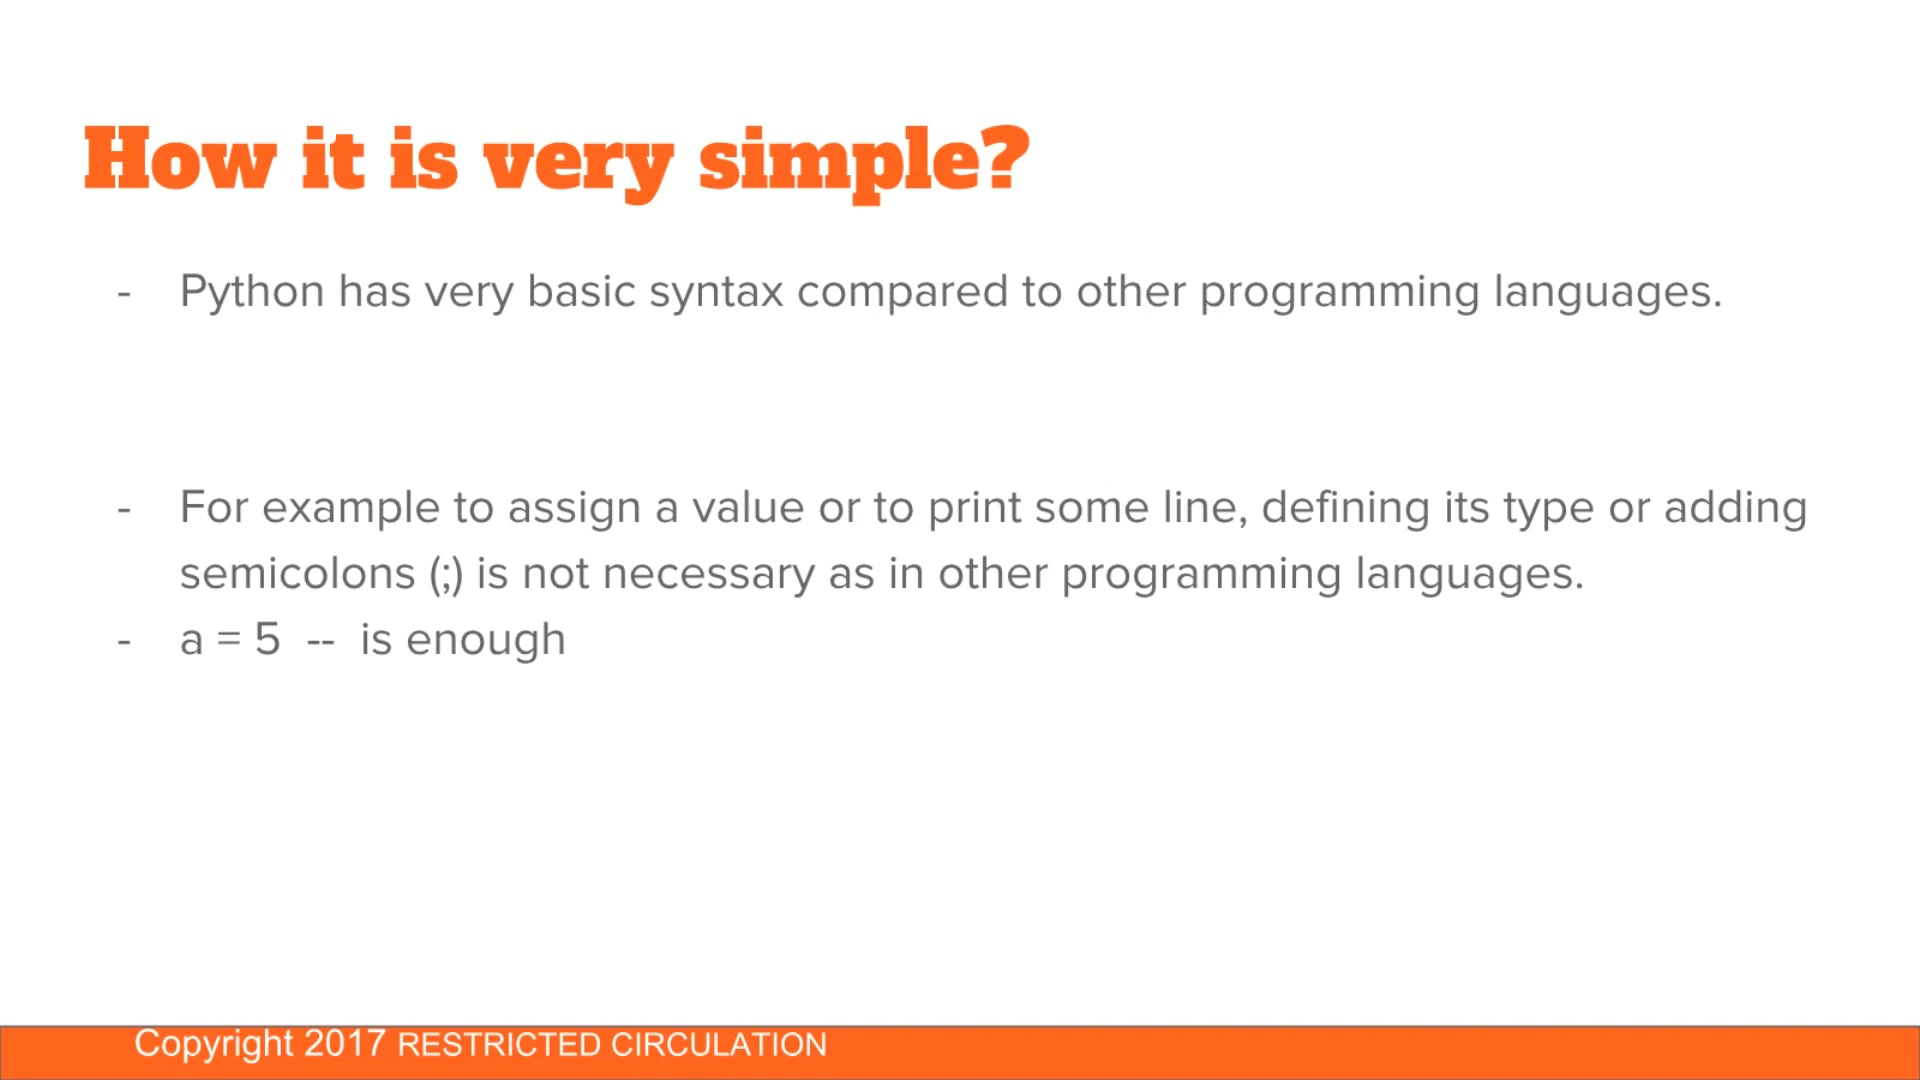 How it is very simple?
- Python has very basic syntax compared to other programming languages.
- For example to assign a value or to print some line, defining its type or adding
semicolons (;) is not necessary as in other programming languages.
- a = 5  --  is enough
Copyright 2017 RESTRICTED CIRCULATION